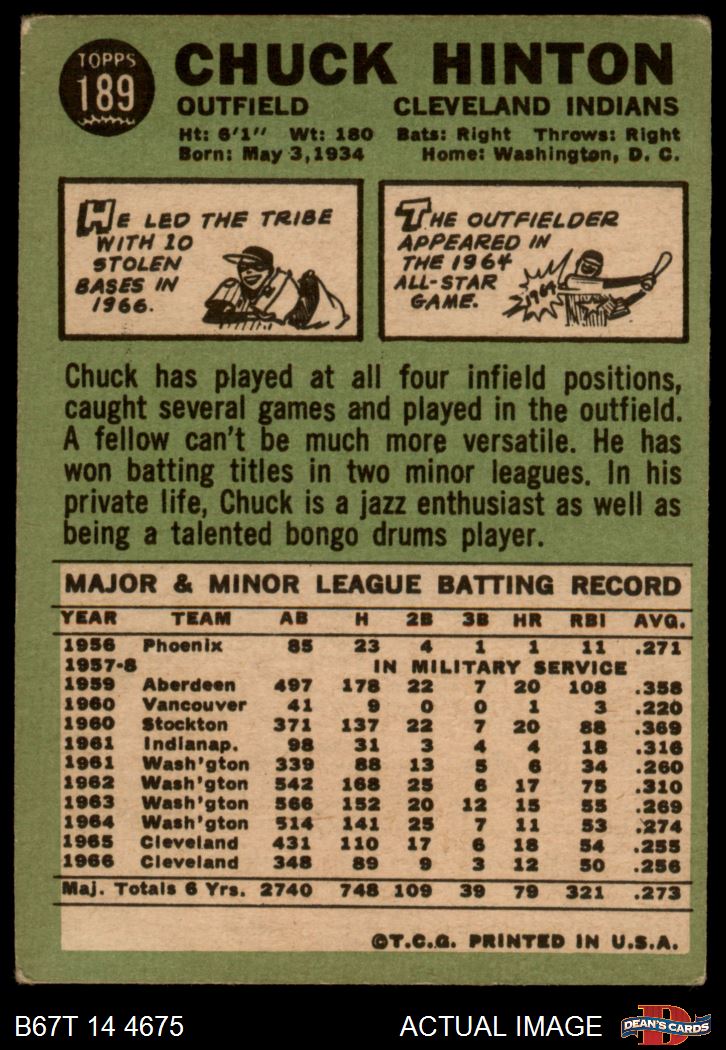 TOPPS
189
CHUCK HINTON
OUTFIELD CLEVELAND INDIANS
Ht: 6'1" Wt: 180 Bats: Right Throws: Right
Born: May 3, 1934 Home: Washington, D. C.
HE LED THE TRIBE
WITH 10
STOLEN
BASES IN
1966.
THE OUTFIELDER
APPEARED IN
THE 1964
ALL-STAR
GAME.
1964
Chuck has played at all four infield positions,
caught several games and played in the outfield.
A fellow can't be much more versatile. He has
won batting titles in two minor leagues. In his
private life, Chuck is a jazz enthusiast as well as
being a talented bongo drums player.
MAJOR & MINOR LEAGUE BATTING RECORD
YEAR TEAM AB H 2B 3B HR RBI AVG.
1956 Phoenix 85 23 4 1 1 11 .271
1957-8 IN MILITARY SERVICE
1959 Aberdeen 497 178 22 7 20 108 .358
1960 Vancouver 41 9 0 0 1 3 .220
1960 Stockton 371 137 22 7 20 88 .369
1961 Indianap. 98 31 3 4 4 18 .316
1961 Wash'gton 339 88 13 5 6 34 .260
1962 Wash'gton 542 168 25 6 17 75 .310
1963 Wash'gton 566 152 20 12 15 55 .269
1964 Wash'gton 514 141 25 7 11 53 .274
1965 Cleveland 431 110 17 6 18 54 .255
1966 Cleveland 348 89 9 3 12 50 .256
Maj. Totals 6 Yrs. 2740 748 109 39 79 321 .273
©T.C.G. PRINTED IN U.S.A.
B67T 14 4675 ACTUAL IMAGE
D
DEAN'S CARDS